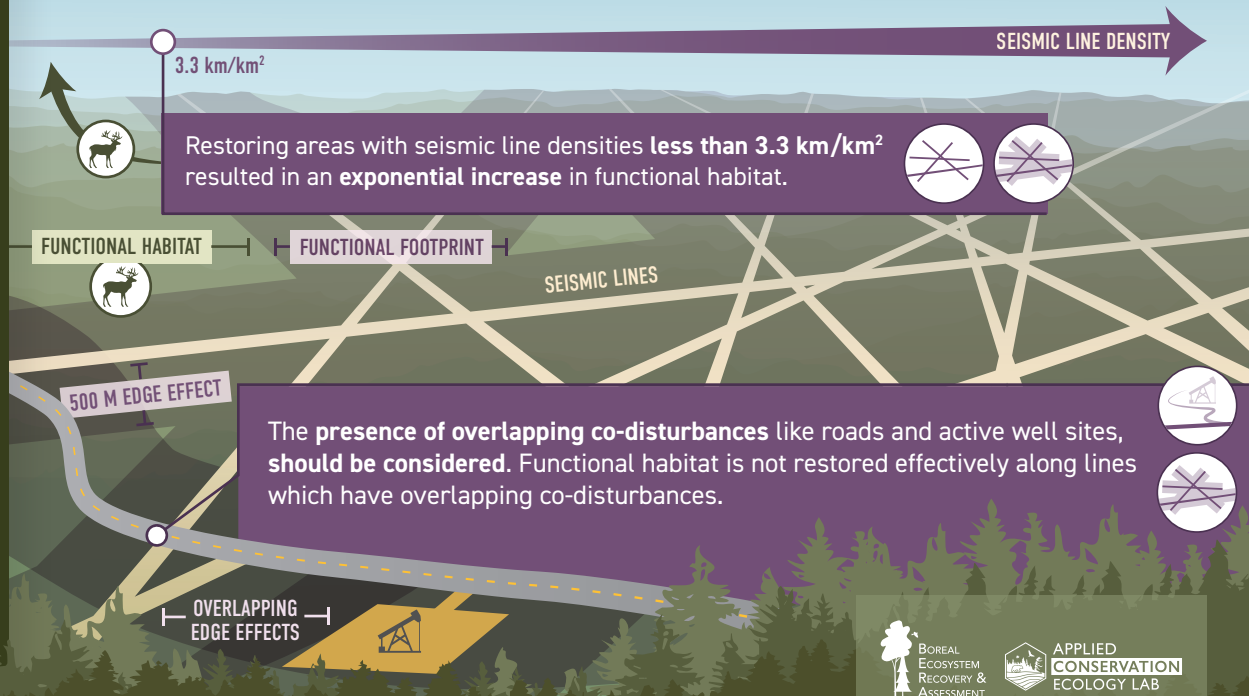 SEISMIC LINE DENSITY
3.3 km/km²
Restoring areas with seismic line densities less than 3.3 km/km²
resulted in an exponential increase in functional habitat.
FUNCTIONAL HABITAT
FUNCTIONAL FOOTPRINT
SEISMIC LINES
500 M EDGE EFFECT
The presence of overlapping co-disturbances like roads and active well sites,
should be considered. Functional habitat is not restored effectively along lines
which have overlapping co-disturbances.
OVERLAPPING
EDGE EFFECTS
BOREAL
ECOSYSTEM
RECOVERY &
ASSESSMENT
APPLIED
CONSERVATION
ECOLOGY LAB